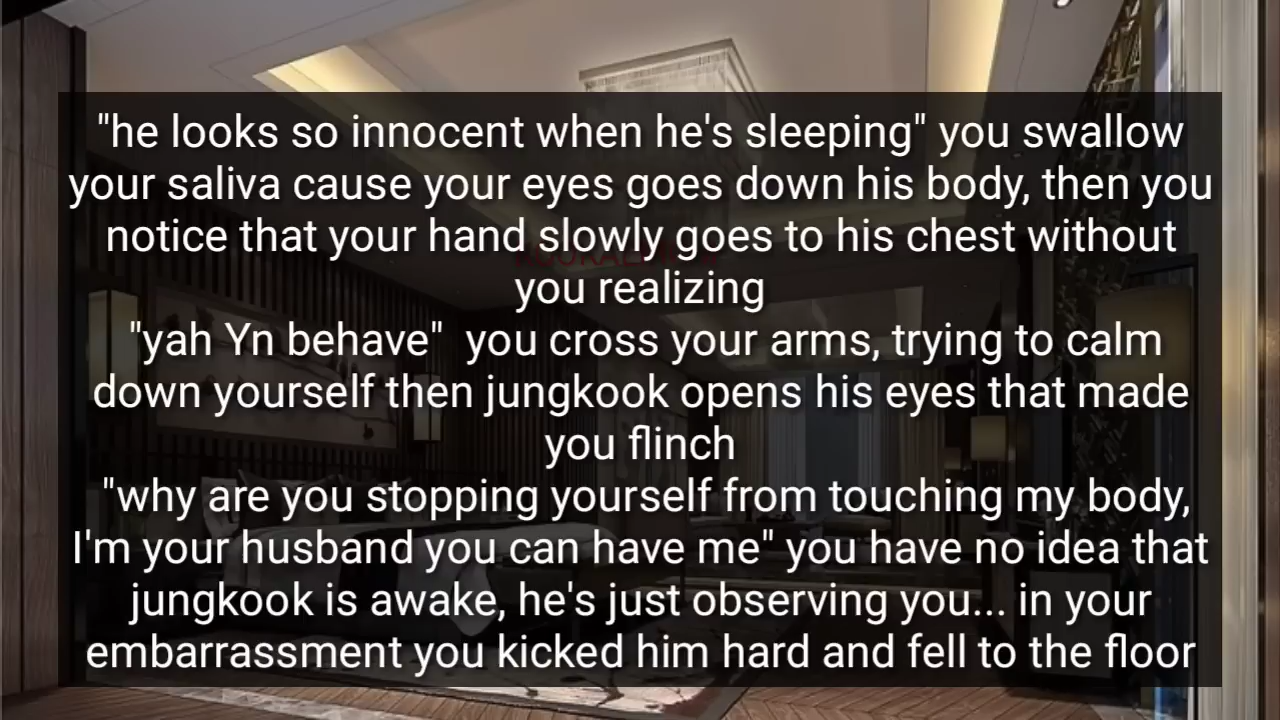 "he looks so innocent when he's sleeping" you swallow
your saliva cause your eyes goes down his body, then you
notice that your hand slowly goes to his chest without
you realizing
"yah Yn behave"  you cross your arms, trying to calm
down yourself then jungkook opens his eyes that made
you flinch
"why are you stopping yourself from touching my body,
I'm your husband you can have me" you have no idea that
jungkook is awake, he's just observing you... in your
embarrassment you kicked him hard and fell to the floor